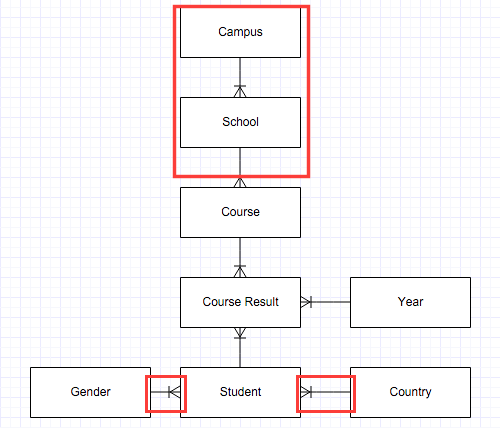 Campus
School
Course
Course Result
Year
Gender
Student
Country